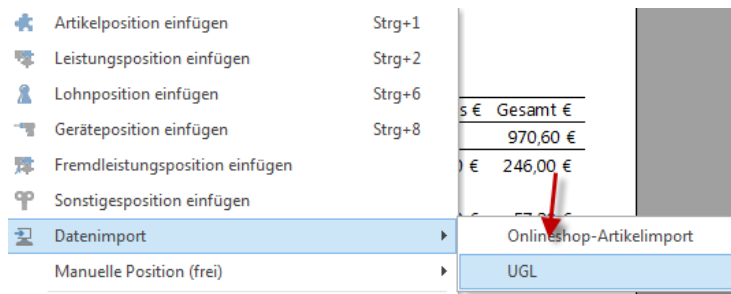 Artikelposition einfügen Strg+1
Leistungsposition einfügen Strg+2
Lohnposition einfügen Strg+6
Geräteposition einfügen Strg+8
Fremdleistungsposition einfügen
Sonstigesposition einfügen
Datenimport
Manuelle Position (frei)
s € Gesamt €
970,60 €
€ 246,00 €
Onlineshop-Artikelimport
UGL